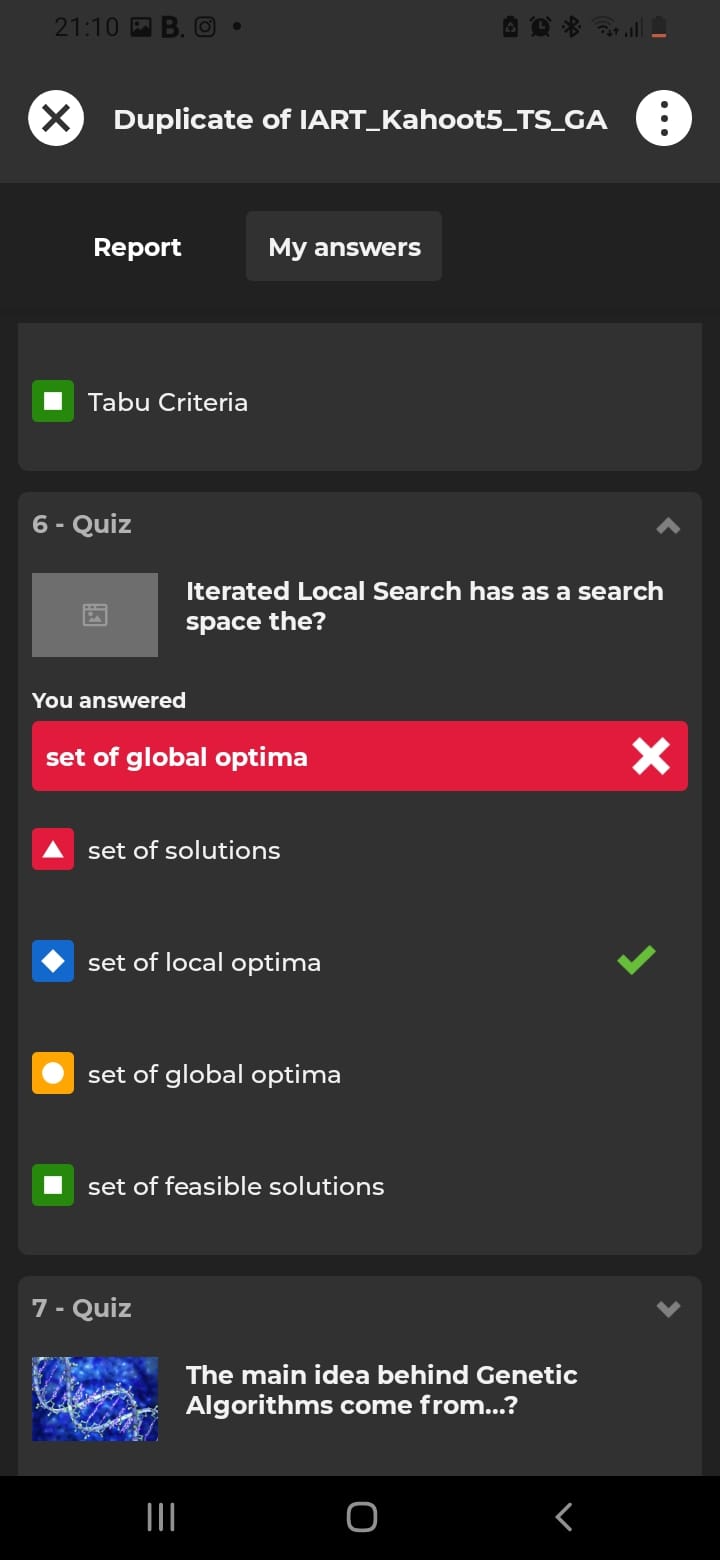 21:10 B.
Duplicate of IART_Kahoot5_TS_GA
Report
My answers
Tabu Criteria
6 - Quiz
Iterated Local Search has as a search
space the?
You answered
set of global optima
set of solutions
set of local optima
set of global optima
set of feasible solutions
7 - Quiz
The main idea behind Genetic
Algorithms come from...?